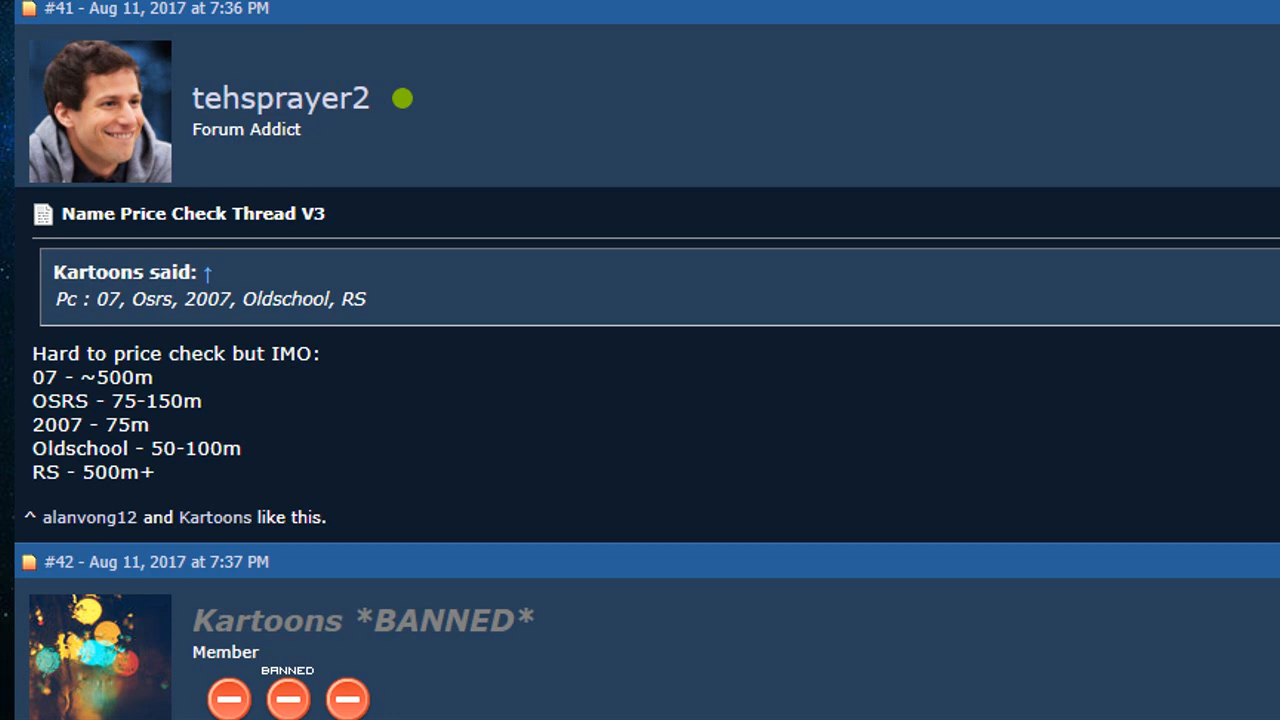 #41 - Aug 11, 2017 at 7:36 PM
tehsprayer2
Forum Addict
Name Price Check Thread V3
Kartoons said: ↑
Pc : 07, Osrs, 2007, Oldschool, RS
Hard to price check but IMO:
07 - ~500m
OSRS - 75-150m
2007 - 75m
Oldschool - 50-100m
RS - 500m+
^ alanvong12 and Kartoons like this.
#42 - Aug 11, 2017 at 7:37 PM
Kartoons *BANNED*
Member
BANNED